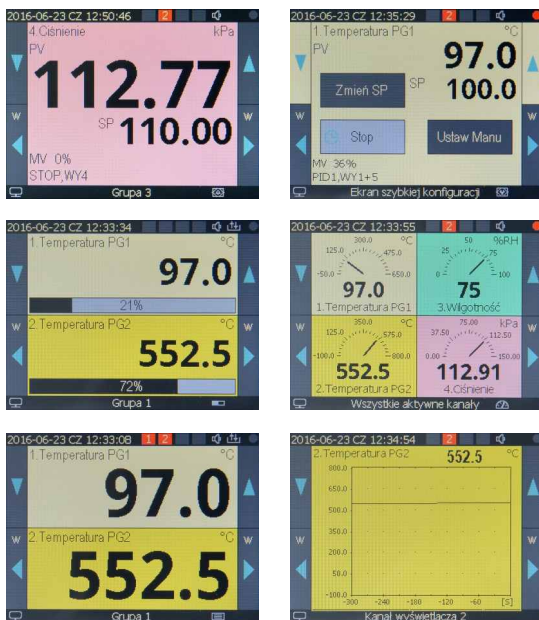 2016-06-23 CZ 12:50:46 2
4.Ciśnienie kPa
PV
112.77
SP 110.00
MV 0%
STOP,WY4
W W
Grupa 3
2016-06-23 CZ 12:35:29 2
1.Temperatura PG1 °C
PV
97.0
Zmień SP SP 100.0
Stop Ustaw Manu
MV 36%
PID1,WY1+5
W W
Ekran szybkiej konfiguracji
2016-06-23 CZ 12:33:34
1.Temperatura PG1 °C
97.0
21%
W 2.Temperatura PG2 °C W
552.5
72%
Grupa 1
2016-06-23 CZ 12:33:55 2
300.0 °C
125.0 475.0
-50.0 650.0
97.0
1.Temperatura PG1
50 %RH
25 75
0 100
75
3.Wilgotność
350.0 °C
125.0 575.0
-100.0 800.0
552.5
2.Temperatura PG2
75.00 kPa
37.50 112.50
0.00 150.00
112.91
4.Ciśnienie
W W
Wszystkie aktywne kanały
2016-06-23 CZ 12:33:08 1 2
1.Temperatura PG1 °C
97.0
W 2.Temperatura PG2 °C W
552.5
Grupa 1
2016-06-23 CZ 12:34:54 2
2.Temperatura PG2 552.5 °C
800.0
650.0
500.0
350.0
200.0
50.0
-100.0
-300 -240 -180 -120 -60 [S]
W W
Kanał wyświetlacza 2